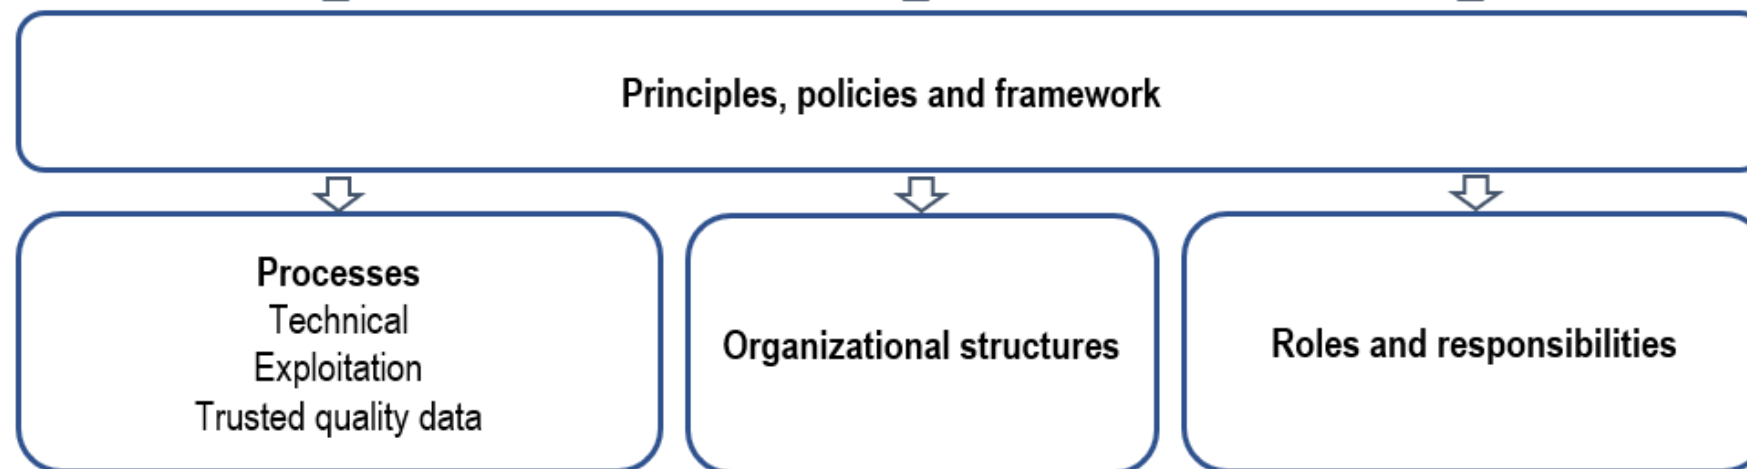 Principles, policies and framework
Processes
Technical
Exploitation
Trusted quality data
Organizational structures
Roles and responsibilities